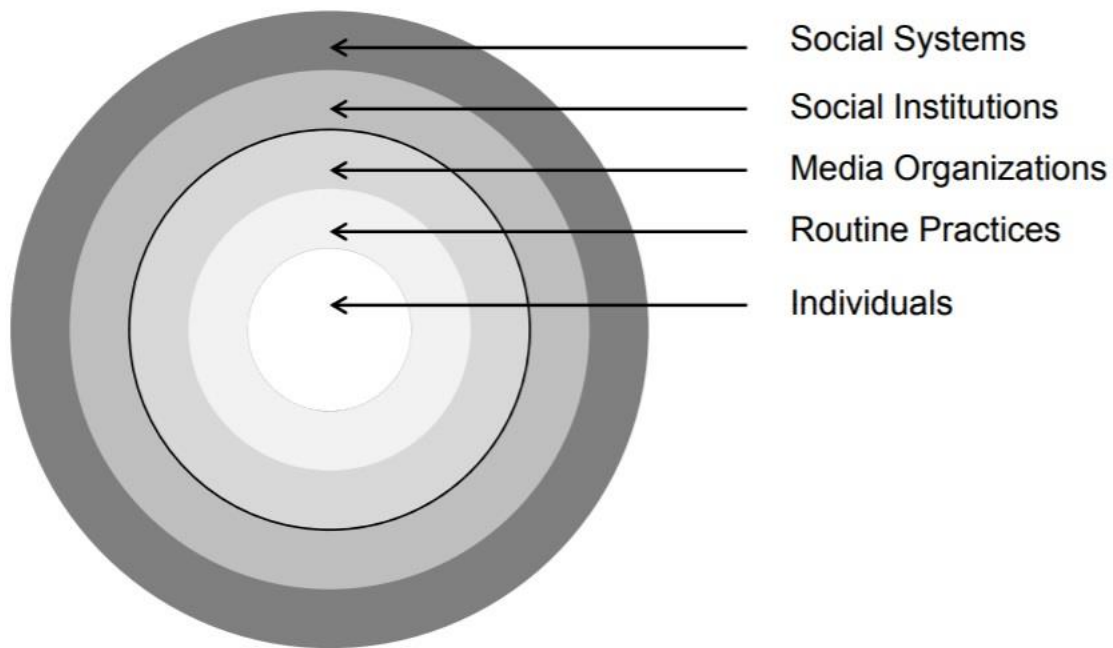 Social Systems
Social Institutions
Media Organizations
Routine Practices
Individuals